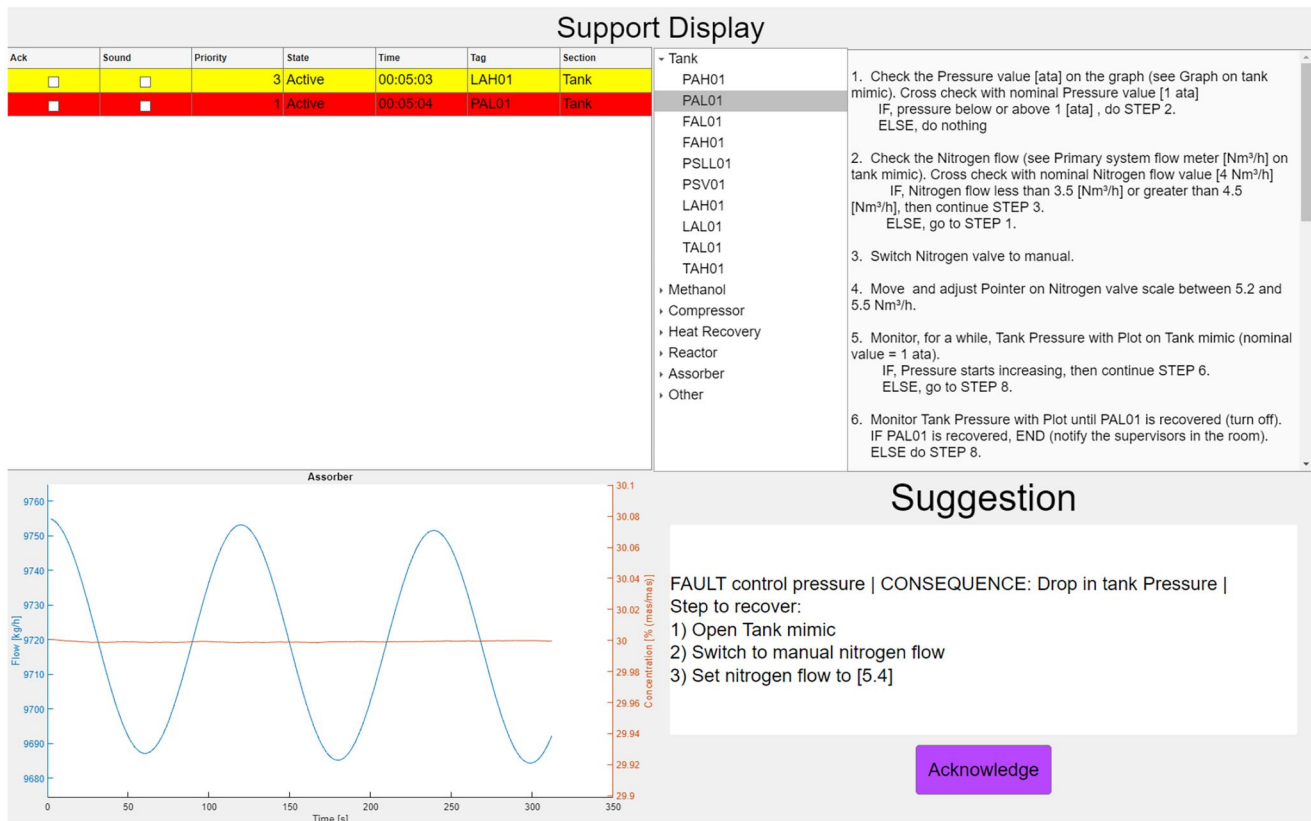 Support Display
Ack Sound Priority State Time Tag Section
3 Active 00:05:03 LAH01 Tank
1 Active 00:05:04 PAL01 Tank
Tank
PAH01
PAL01
FAL01
FAH01
PSLL01
PSV01
LAH01
LAL01
TAL01
TAH01
Methanol
Compressor
Heat Recovery
Reactor
Assorber
Other
1. Check the Pressure value [ata] on the graph (see Graph on tank
mimic). Cross check with nominal Pressure value [1 ata]
IF, pressure below or above 1 [ata] , do STEP 2.
ELSE, do nothing
2. Check the Nitrogen flow (see Primary system flow meter [Nm³/h] on
tank mimic). Cross check with nominal Nitrogen flow value [4 Nm³/h]
IF, Nitrogen flow less than 3.5 [Nm³/h] or greater than 4.5
[Nm³/h], then continue STEP 3.
ELSE, go to STEP 1.
3. Switch Nitrogen valve to manual.
4. Move and adjust Pointer on Nitrogen valve scale between 5.2 and
5.5 Nm³/h.
5. Monitor, for a while, Tank Pressure with Plot on Tank mimic (nominal
value = 1 ata).
IF, Pressure starts increasing, then continue STEP 6.
ELSE, go to STEP 8.
6. Monitor Tank Pressure with Plot until PAL01 is recovered (turn off).
IF PAL01 is recovered, END (notify the supervisors in the room).
ELSE do STEP 8.
Assorber
9760
9750
9740
9730
9720
9710
9700
9690
9680
Flow [kg/h]
30.1
30.08
30.06
30.04
30.02
30
29.98
29.96
29.94
29.92
29.9
Concentration [% (mas/mas)]
0 50 100 150 200 250 300 350
Time [s]
Suggestion
FAULT control pressure | CONSEQUENCE: Drop in tank Pressure |
Step to recover:
1) Open Tank mimic
2) Switch to manual nitrogen flow
3) Set nitrogen flow to [5.4]
Acknowledge